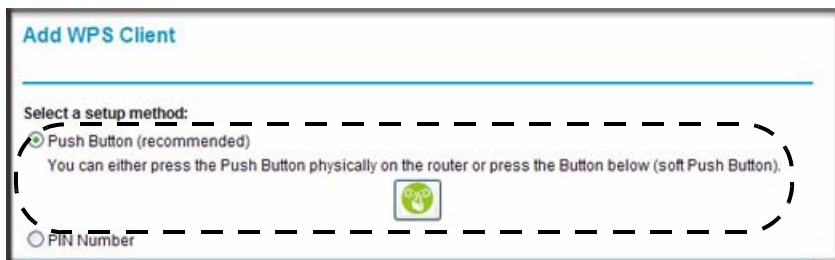 Add WPS Client
Select a setup method:
Push Button (recommended)
You can either press the Push Button physically on the router or press the Button below (soft Push Button).
PIN Number